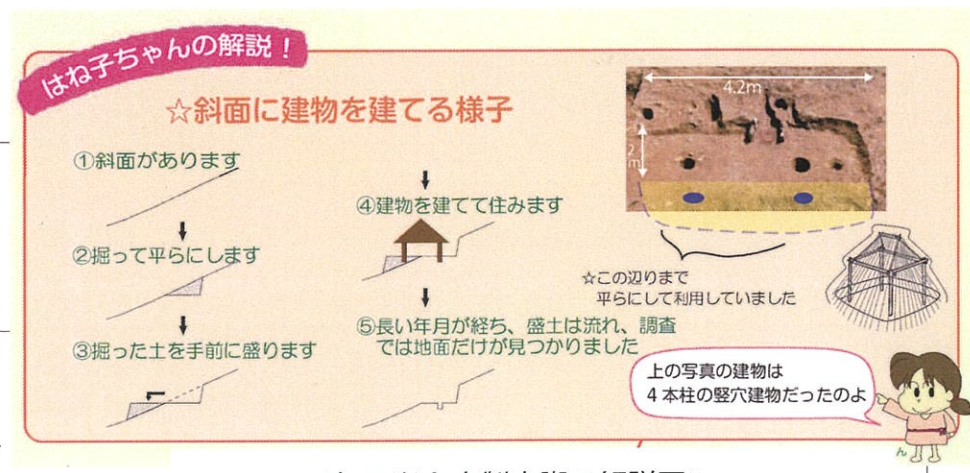 はね子ちゃんの解説！
☆斜面に建物を建てる様子
①斜面があります
②掘って平らにします
③掘った土を手前に盛ります
④建物を建てて住みます
⑤長い年月が経ち、盛土は流れ、調査
では地面だけが見つかりました
4.2m
2
m
☆この辺りまで
平らにして利用していました
上の写真の建物は
4本柱の竪穴建物だったのよ
ん